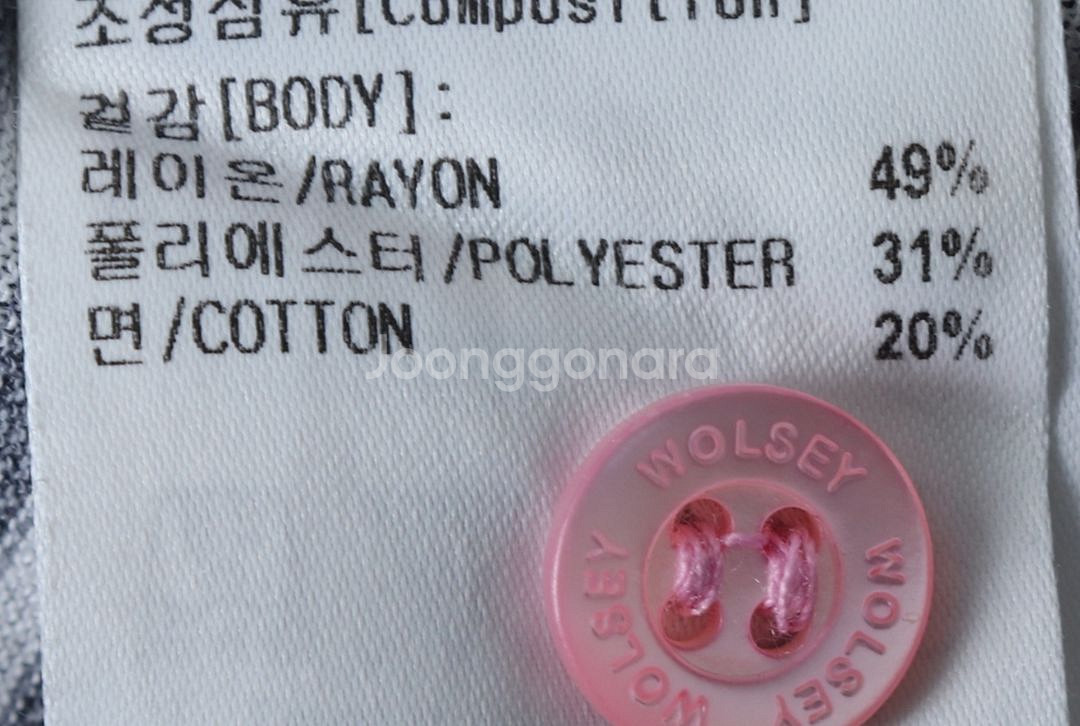 조성섬유[Composition]
겉감[BODY]:
레이온/RAYON 49%
폴리에스터/POLYESTER 31%
면/COTTON 20%
Joonggonara
WOLSEY
WOLSEY
WOLSEY
WOLSEY